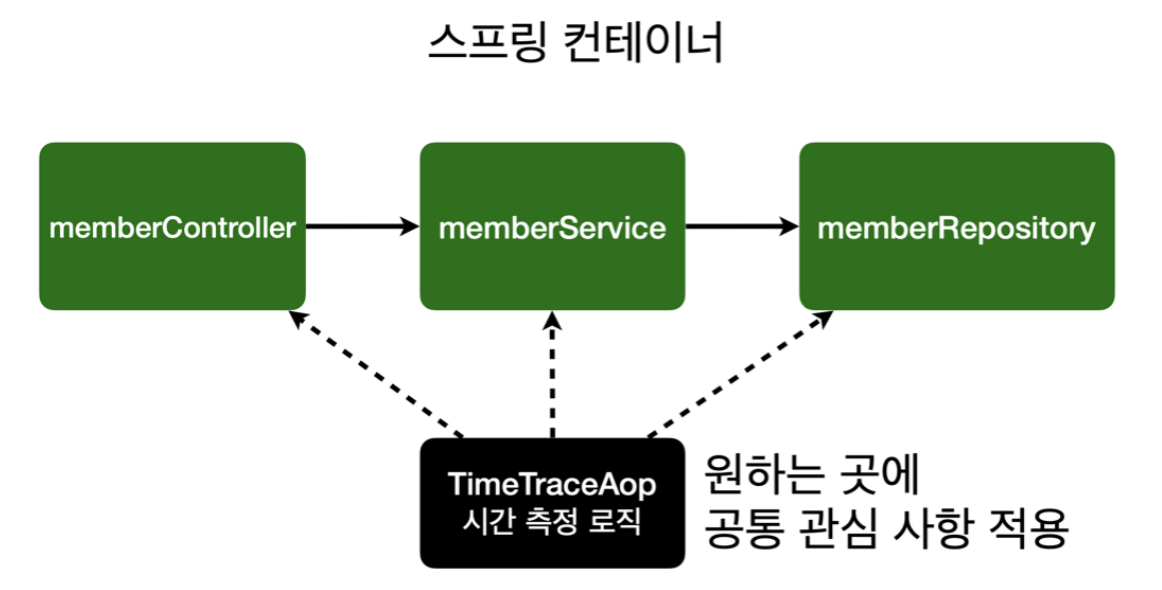 스프링 컨테이너
memberController
memberService
memberRepository
TimeTraceAop
시간 측정 로직
원하는 곳에
공통 관심 사항 적용